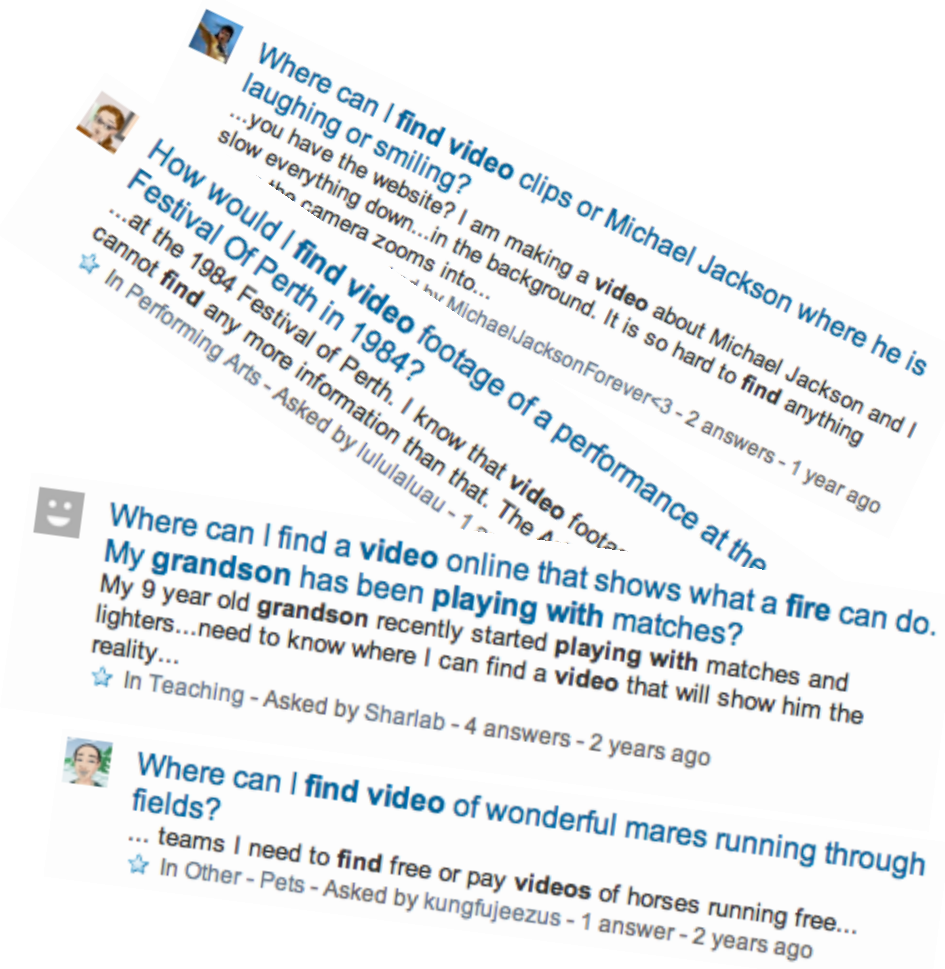 Where can I find video clips or Michael Jackson where he is
laughing or smiling?
...you have the website? I am making a video about Michael Jackson and I
slow everything down...in the background. It is so hard to find anything
the camera zooms into...
by MichaelJacksonForever<3 - 2 answers - 1 year ago
How would I find video footage of a performance at the
Festival Of Perth in 1984?
...at the 1984 Festival of Perth. I know that video
cannot find any more information than that. The
In Performing Arts - Asked by lululaluau - 1
Where can I find a video online that shows what a fire can do.
My grandson has been playing with matches?
My 9 year old grandson recently started playing with matches and
lighters...need to know where I can find a video that will show him the
reality...
In Teaching - Asked by Sharlab - 4 answers - 2 years ago
Where can I find video of wonderful mares running through
fields?
... teams I need to find free or pay videos of horses running free...
In Other - Pets - Asked by kungfujeezus - 1 answer - 2 years ago